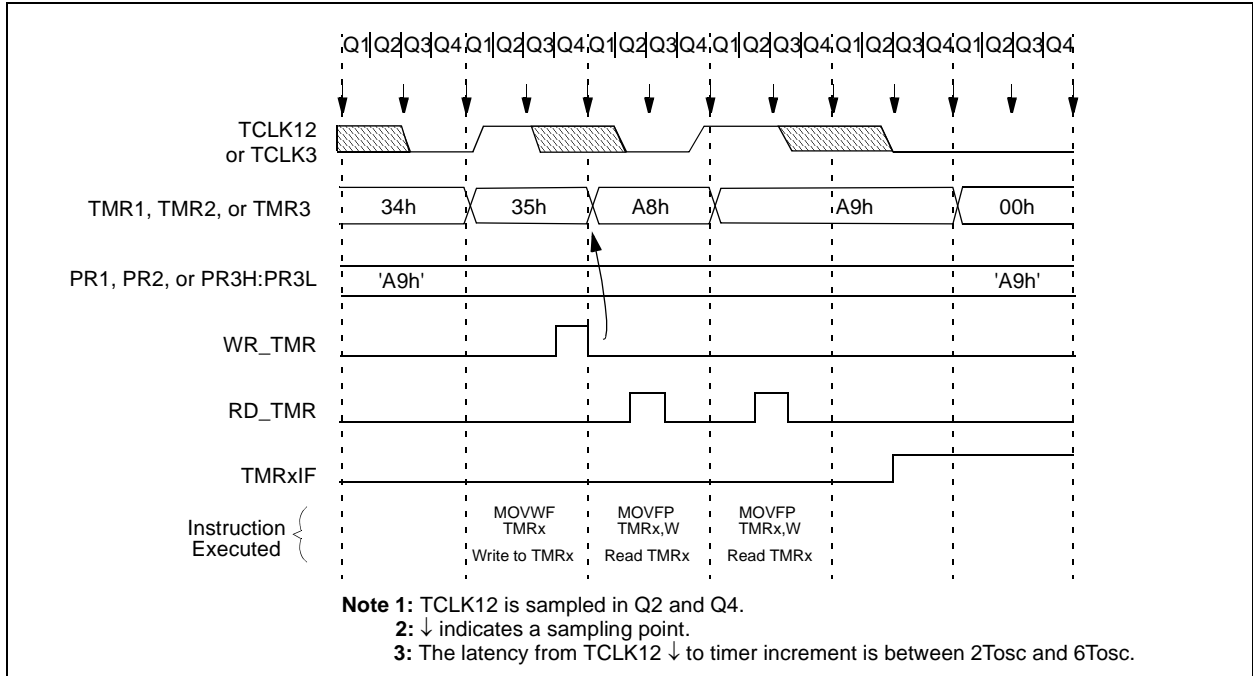 Q1 Q2 Q3 Q4 Q1 Q2 Q3 Q4 Q1 Q2 Q3 Q4 Q1 Q2 Q3 Q4 Q1 Q2 Q3 Q4 Q1 Q2 Q3 Q4
TCLK12
or TCLK3
TMR1, TMR2, or TMR3 34h 35h A8h A9h 00h
PR1, PR2, or PR3H:PR3L 'A9h' 'A9h'
WR_TMR
RD_TMR
TMRxIF
Instruction
Executed
MOVWF
TMRx
Write to TMRx
MOVFP
TMRx,W
Read TMRx
MOVFP
TMRx,W
Read TMRx
Note 1: TCLK12 is sampled in Q2 and Q4.
2: ↓ indicates a sampling point.
3: The latency from TCLK12 ↓ to timer increment is between 2Tosc and 6Tosc.